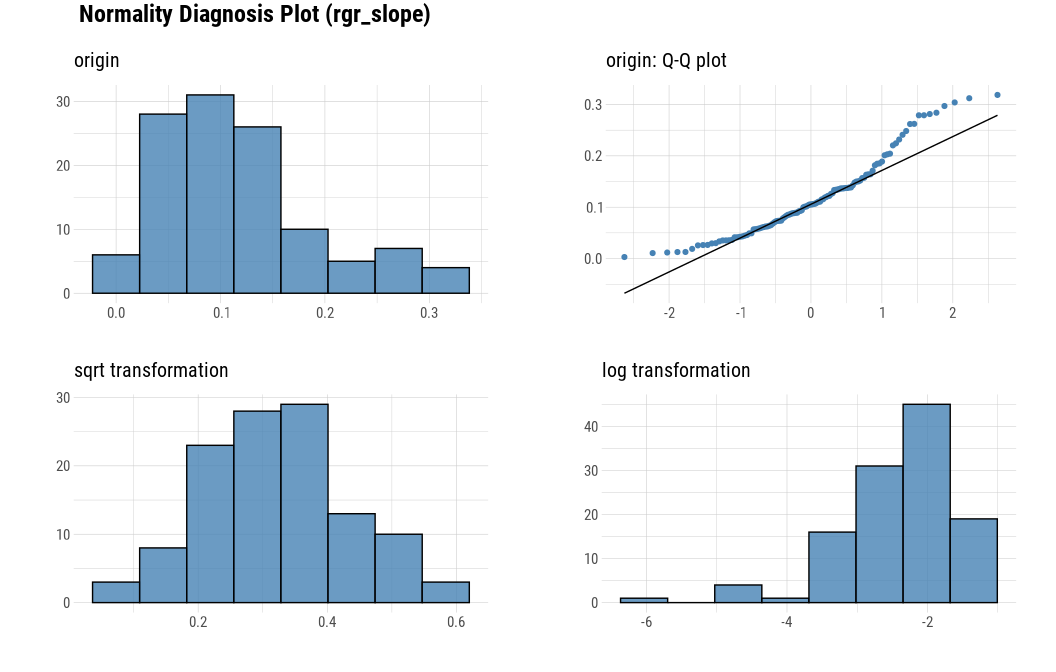 Normality Diagnosis Plot (rgr_slope)
origin
30
20
10
0
0.0 0.1 0.2 0.3
origin: Q-Q plot
0.3
0.2
0.1
0.0
-2 -1 0 1 2
sqrt transformation
30
20
10
0
0.2 0.4 0.6
log transformation
40
30
20
10
0
-6 -4 -2